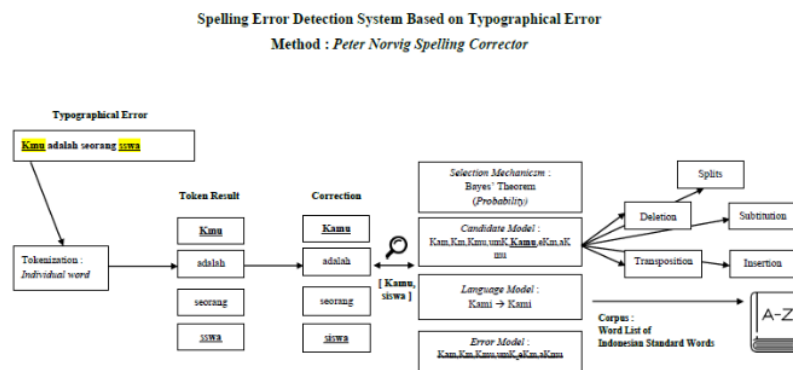 Spelling Error Detection System Based on Typographical Error
Method : Peter Norvig Spelling Corrector
Typographical Error
Kmu adalah seorang sswa
Tokenization :
Individual word
Token Result
Kmu
adalah
seorang
sswa
Correction
Kamu
adalah
seorang
siswa
[ Kamu,
siswa ]
Selection Mechanism :
Bayes' Theorem
(Probability)
Candidate Model :
Kam,Km,Kmu,umK,Kamu,eKm,aK
mu
Language Model :
Kami → Kami
Error Model :
Kam,Km,Kmu,umK,eKm,aKmu
Splits
Deletion
Subtitution
Transposition
Insertion
Corpus :
Word List of
Indonesian Standard Words
A-Z